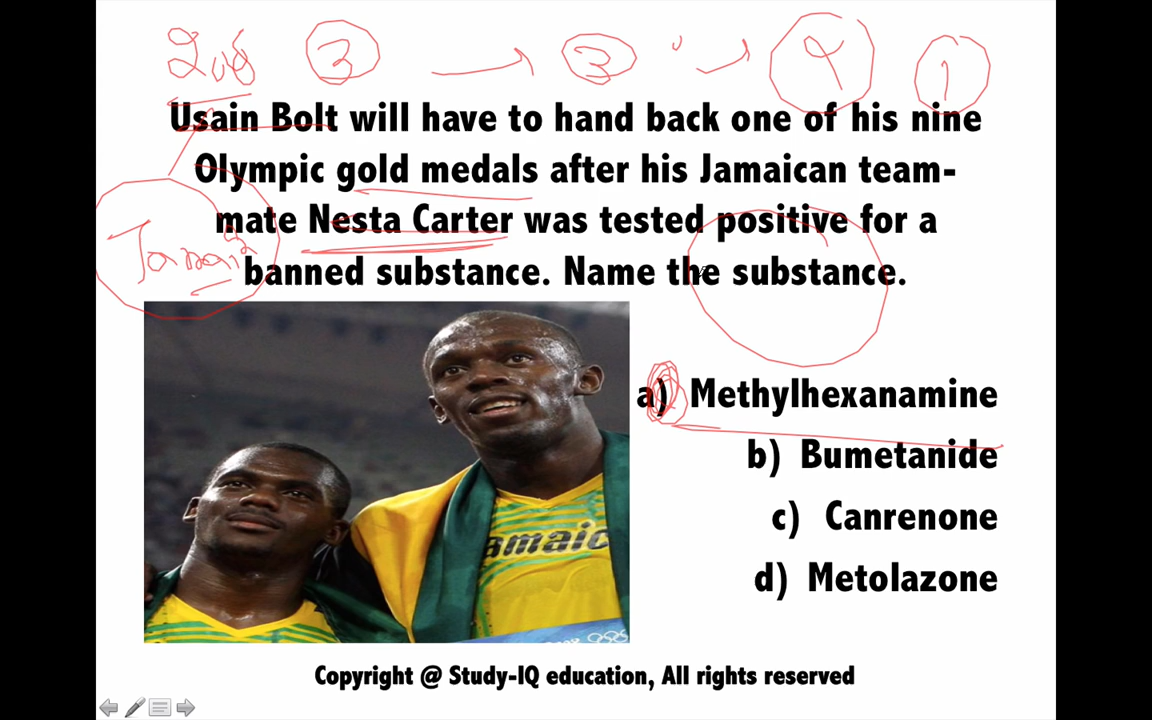 2008 3 3 9 1
Usain Bolt will have to hand back one of his nine
Olympic gold medals after his Jamaican team-
mate Nesta Carter was tested positive for a
Jamaica
banned substance. Name the substance.
a) Methylhexanamine
b) Bumetanide
c) Canrenone
d) Metolazone
Jamaic
Copyright @ Study-IQ education, All rights reserved